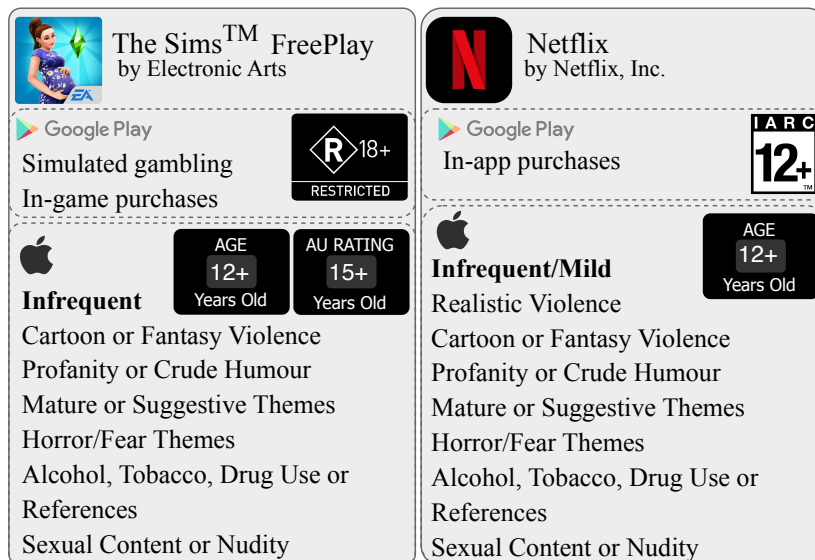 The Sims™ FreePlay
by Electronic Arts
EA
Google Play
Simulated gambling
In-game purchases
R 18+
RESTRICTED
AGE
12+
Years Old
AU RATING
15+
Years Old
Infrequent
Cartoon or Fantasy Violence
Profanity or Crude Humour
Mature or Suggestive Themes
Horror/Fear Themes
Alcohol, Tobacco, Drug Use or
References
Sexual Content or Nudity
N
Netflix
by Netflix, Inc.
Google Play
In-app purchases
IARC
12+
TM
AGE
12+
Years Old
Infrequent/Mild
Realistic Violence
Cartoon or Fantasy Violence
Profanity or Crude Humour
Mature or Suggestive Themes
Horror/Fear Themes
Alcohol, Tobacco, Drug Use or
References
Sexual Content or Nudity